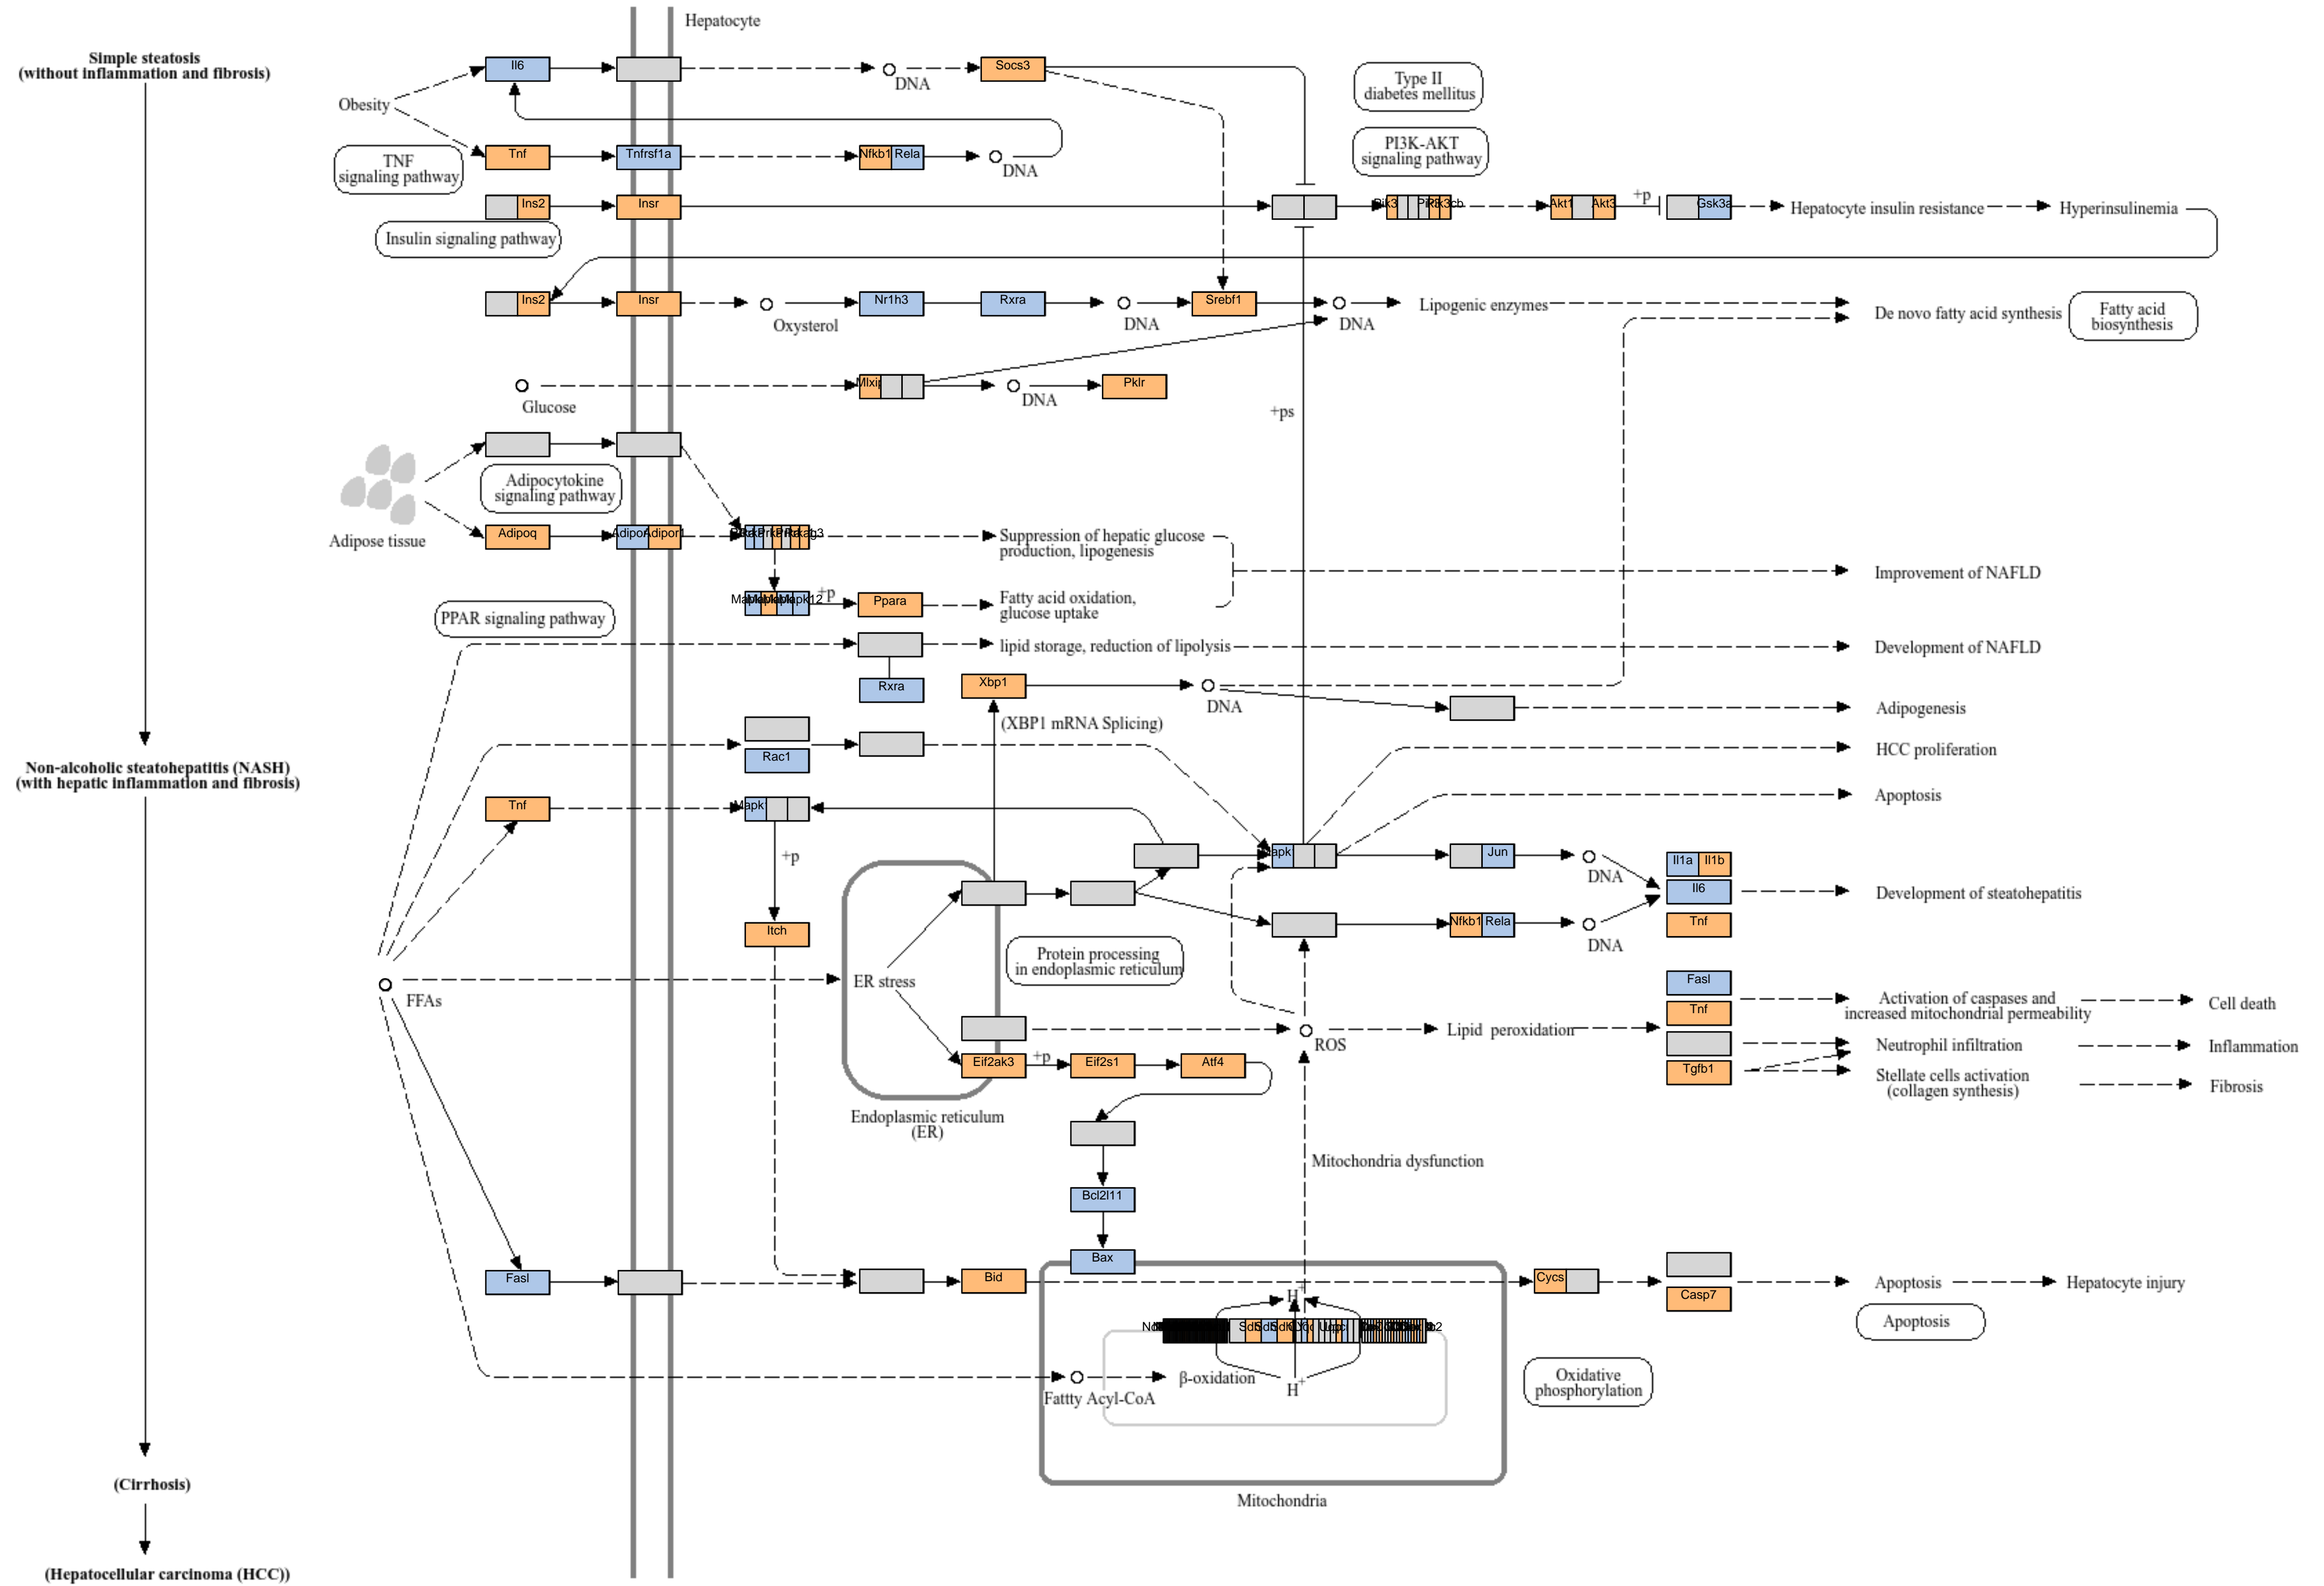 Hepatocyte
Simple steatosis
(without inflammation and fibrosis)
Il6
Socs3
DNA
Type II
diabetes mellitus
Obesity
TNF
signaling pathway
Tnf
Tnfrsf1a
Nfkb1
Rela
DNA
PI3K-AKT
signaling pathway
Ins2
Insr
Akt1
Akt3
+p
Gsk3a
Hepatocyte insulin resistance
Hyperinsulinemia
Insulin signaling pathway
Ins2
Insr
Oxysterol
Nr1h3
Rxra
DNA
Srebf1
DNA
Lipogenic enzymes
De novo fatty acid synthesis
Fatty acid
biosynthesis
Glucose
DNA
Pklr
+ps
Adipocytokine
signaling pathway
Adipose tissue
Adipoq
Adipor1
Suppression of hepatic glucose
production, lipogenesis
Improvement of NAFLD
+p
Ppara
Fatty acid oxidation,
glucose uptake
PPAR signaling pathway
lipid storage, reduction of lipolysis
Development of NAFLD
Rxra
Xbp1
DNA
(XBP1 mRNA Splicing)
Adipogenesis
Rac1
HCC proliferation
Non-alcoholic steatohepatitis (NASH)
(with hepatic inflammation and fibrosis)
Tnf
Apoptosis
+p
Jun
DNA
Il1a
Il1b
Il6
Development of steatohepatitis
Itch
Nfkb1
Rela
DNA
Tnf
Protein processing
in endoplasmic reticulum
ER stress
FFAs
Fasl
Tnf
Activation of caspases and
increased mitochondrial permeability
Cell death
ROS
Lipid peroxidation
Neutrophil infiltration
Inflammation
Eif2ak3
+p
Eif2s1
Atf4
Tgfb1
Stellate cells activation
(collagen synthesis)
Fibrosis
Endoplasmic reticulum
(ER)
Mitochondria dysfunction
Bcl2l11
Bax
Fasl
Bid
Cycs
Casp7
Apoptosis
Hepatocyte injury
Apoptosis
H+
β-oxidation
H+
Fattty Acyl-CoA
Oxidative
phosphorylation
(Cirrhosis)
Mitochondria
(Hepatocellular carcinoma (HCC))